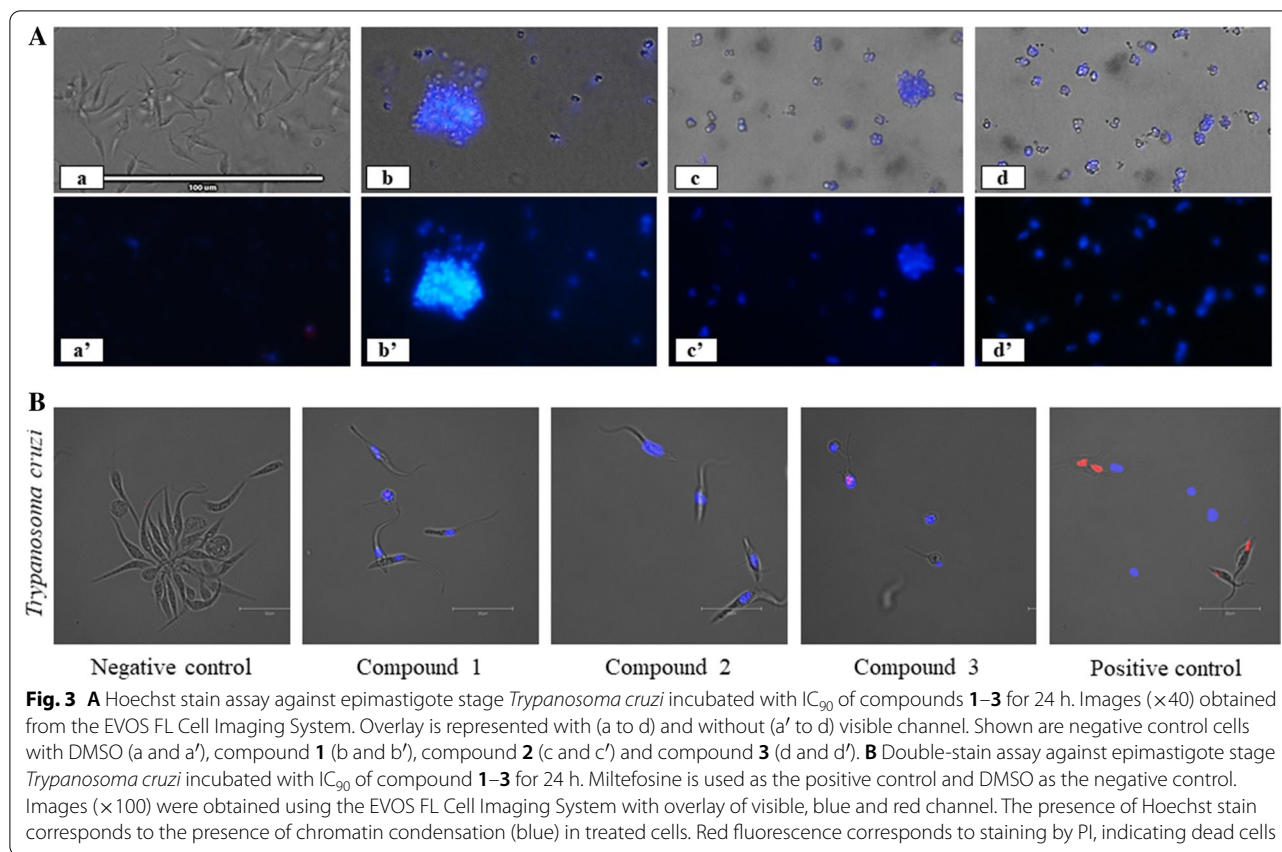 A
a
100 um
b
c
d
a’
b’
c’
d’
B
Trypanosoma cruzi
Negative control
Compound 1
Compound 2
Compound 3
Positive control
Fig. 3 A Hoechst stain assay against epimastigote stage Trypanosoma cruzi incubated with IC90 of compounds 1–3 for 24 h. Images (×40) obtained
from the EVOS FL Cell Imaging System. Overlay is represented with (a to d) and without (a′ to d) visible channel. Shown are negative control cells
with DMSO (a and a′), compound 1 (b and b′), compound 2 (c and c′) and compound 3 (d and d′). B Double-stain assay against epimastigote stage
Trypanosoma cruzi incubated with IC90 of compound 1–3 for 24 h. Miltefosine is used as the positive control and DMSO as the negative control.
Images (×100) were obtained using the EVOS FL Cell Imaging System with overlay of visible, blue and red channel. The presence of Hoechst stain
corresponds to the presence of chromatin condensation (blue) in treated cells. Red fluorescence corresponds to staining by PI, indicating dead cells